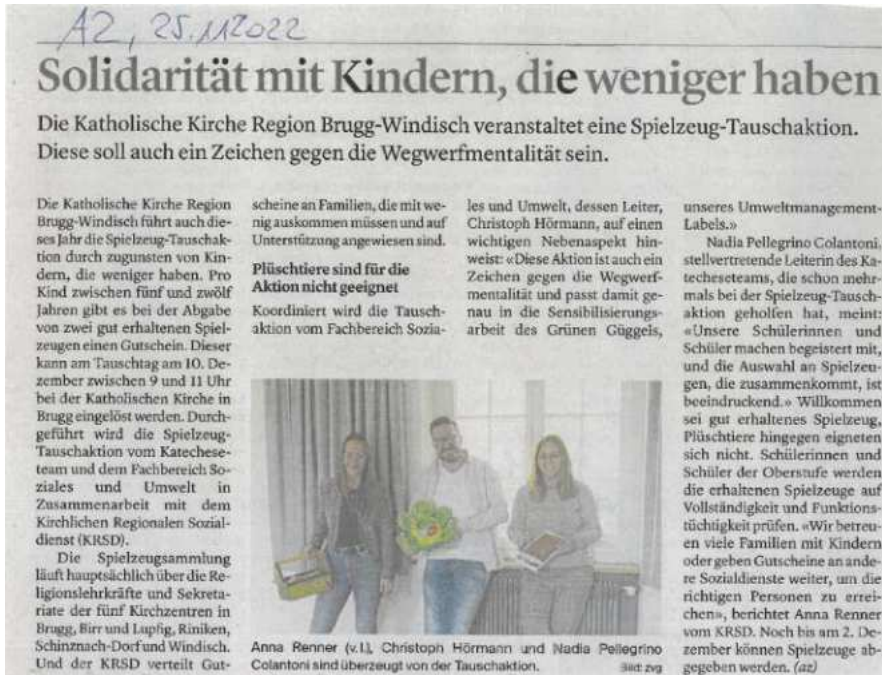 AZ, 25.11.2022
Solidarität mit Kindern, die weniger haben
Die Katholische Kirche Region Brugg-Windisch veranstaltet eine Spielzeug-Tauschaktion.
Diese soll auch ein Zeichen gegen die Wegwerfmentalität sein.
Die Katholische Kirche Region
Brugg-Windisch führt auch die-
ses Jahr die Spielzeug-Tauschak-
tion durch zugunsten von Kin-
dern, die weniger haben. Pro
Kind zwischen fünf und zwölf
Jahren gibt es bei der Abgabe
von zwei gut erhaltenen Spiel-
zeugen einen Gutschein. Dieser
kann am Tauschtag am 10. De-
zember zwischen 9 und 11 Uhr
bei der Katholischen Kirche in
Brugg eingelöst werden. Durch-
geführt wird die Spielzeug-
Tauschaktion vom Katechese-
team und dem Fachbereich So-
ziales und Umwelt in
Zusammenarbeit mit dem
Kirchlichen Regionalen Sozial-
dienst (KRSD).
Die Spielzeugsammlung
läuft hauptsächlich über die Re-
ligionslehrkräfte und Sekreta-
riate der fünf Kirchzentren in
Brugg, Birr und Lupfig, Riniken,
Schinznach-Dorf und Windisch.
Und der KRSD verteilt Gut-
scheine an Familien, die mit we-
nig auskommen müssen und auf
Unterstützung angewiesen sind.
Plüschtiere sind für die
Aktion nicht geeignet
Koordiniert wird die Tausch-
aktion vom Fachbereich Sozia-
les und Umwelt, dessen Leiter,
Christoph Hörmann, auf einen
wichtigen Nebenaspekt hin-
weist: «Diese Aktion ist auch ein
Zeichen gegen die Wegwerf-
mentalität und passt damit ge-
nau in die Sensibilisierungs-
arbeit des Grünen Güggels,
unseres Umweltmanagement-
Labels.»
Nadia Pellegrino Colantoni,
stellvertretende Leiterin des Ka-
techeseteams, die schon mehr-
mals bei der Spielzeug-Tausch-
aktion geholfen hat, meint:
«Unsere Schülerinnen und
Schüler machen begeistert mit,
und die Auswahl an Spielzeu-
gen, die zusammenkommt, ist
beeindruckend.» Willkommen
sei gut erhaltenes Spielzeug,
Plüschtiere hingegen eigneten
sich nicht. Schülerinnen und
Schüler der Oberstufe werden
die erhaltenen Spielzeuge auf
Vollständigkeit und Funktions-
tüchtigkeit prüfen. «Wir betreu-
en viele Familien mit Kindern
oder geben Gutscheine an ande-
re Sozialdienste weiter, um die
richtigen Personen zu errei-
chen», berichtet Anna Renner
vom KRSD. Noch bis am 2. De-
zember können Spielzeuge ab-
gegeben werden. (az)
Anna Renner (v.l.), Christoph Hörmann und Nadia Pellegrino
Colantoni sind überzeugt von der Tauschaktion. Bild: zvg